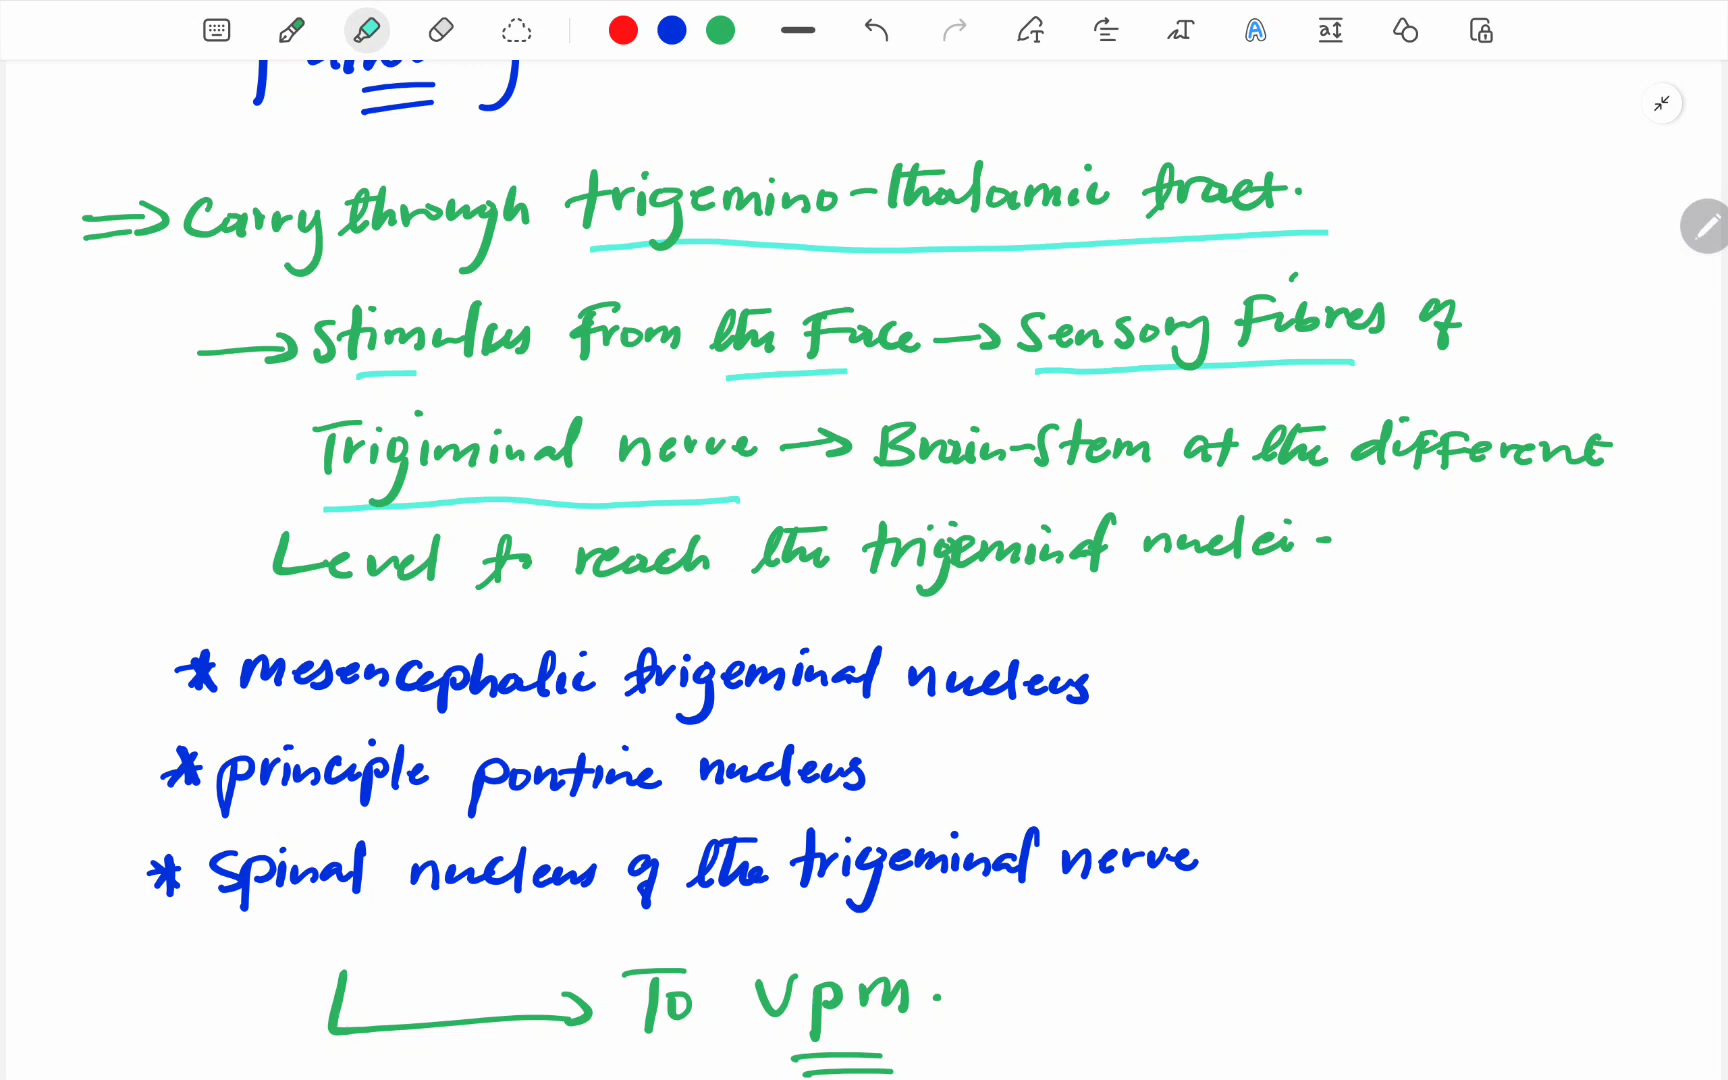 ⇒ Carry through trigemino-thalamic tract.
→ Stimulus from the Face → Sensory Fibres of
Trigiminal nerve → Brain-Stem at the different
Level to reach the trigeminal nuclei -
* mesencephalic trigeminal nucleus
* principle pontine nucleus
* Spinal nucleus of the trigeminal nerve
To Vpm.